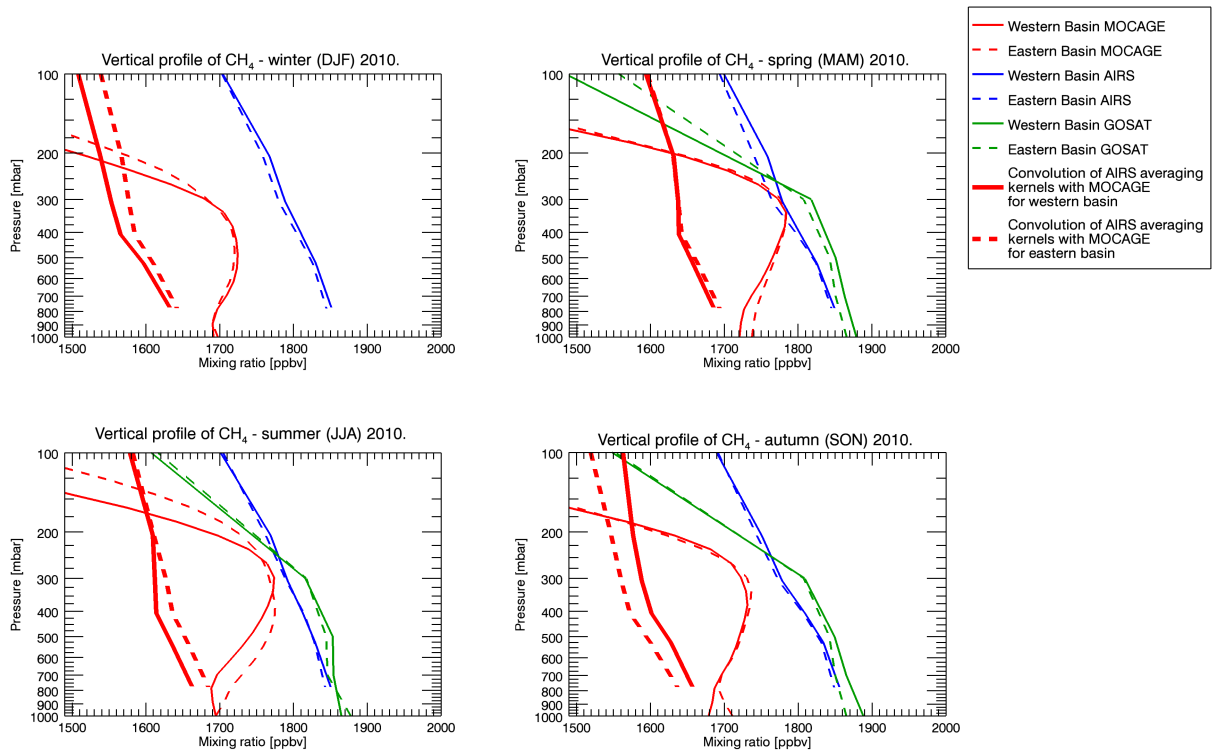 Vertical profile of CH4 - winter (DJF) 2010.
100
200
300
400
500
600
700
800
900
1000
Pressure [mbar]
1500 1600 1700 1800 1900 2000
Mixing ratio [ppbv]
Vertical profile of CH4 - spring (MAM) 2010.
100
200
300
400
500
600
700
800
900
1000
Pressure [mbar]
1500 1600 1700 1800 1900 2000
Mixing ratio [ppbv]
Western Basin MOCAGE
Eastern Basin MOCAGE
Western Basin AIRS
Eastern Basin AIRS
Western Basin GOSAT
Eastern Basin GOSAT
Convolution of AIRS averaging
kernels with MOCAGE
for western basin
Convolution of AIRS averaging
kernels with MOCAGE
for eastern basin
Vertical profile of CH4 - summer (JJA) 2010.
100
200
300
400
500
600
700
800
900
1000
Pressure [mbar]
1500 1600 1700 1800 1900 2000
Mixing ratio [ppbv]
Vertical profile of CH4 - autumn (SON) 2010.
100
200
300
400
500
600
700
800
900
1000
Pressure [mbar]
1500 1600 1700 1800 1900 2000
Mixing ratio [ppbv]